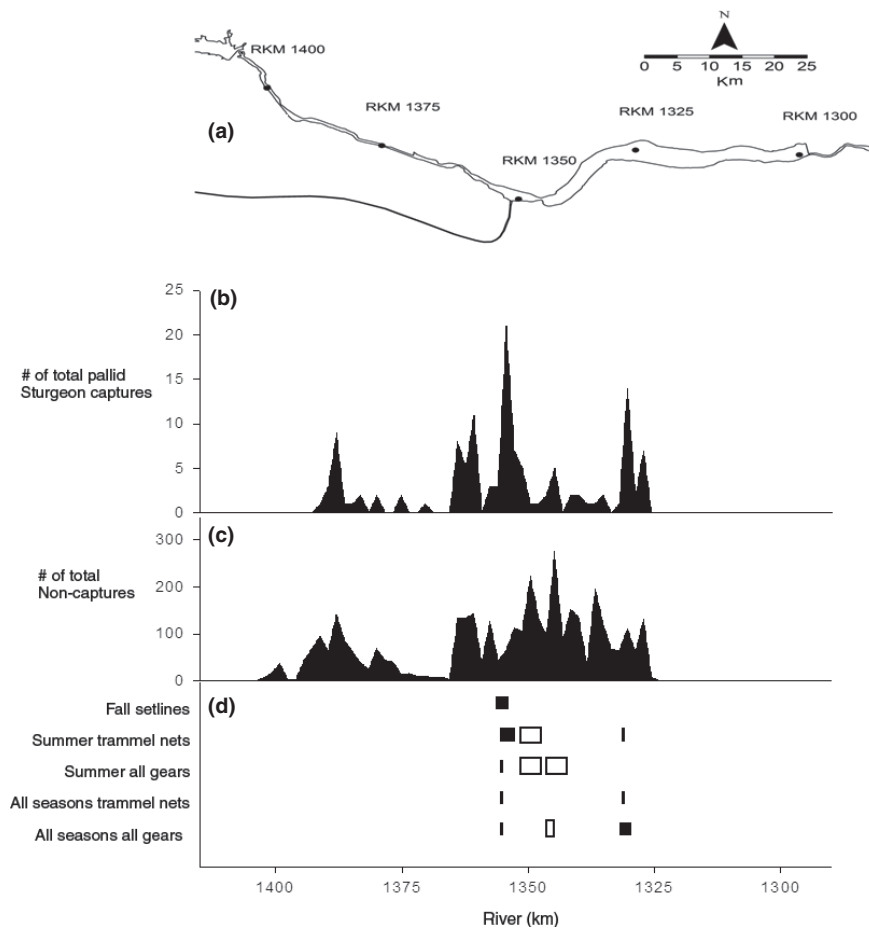 N
RKM 1400
0 5 10 15 20 25
Km
RKM 1375
RKM 1325
RKM 1300
(a)
RKM 1350
(b)
25
20
# of total pallid
Sturgeon captures
15
10
5
0
(c)
300
# of total
Non-captures
200
100
0
(d)
Fall setlines
Summer trammel nets
Summer all gears
All seasons trammel nets
All seasons all gears
1400 1375 1350 1325 1300
River (km)